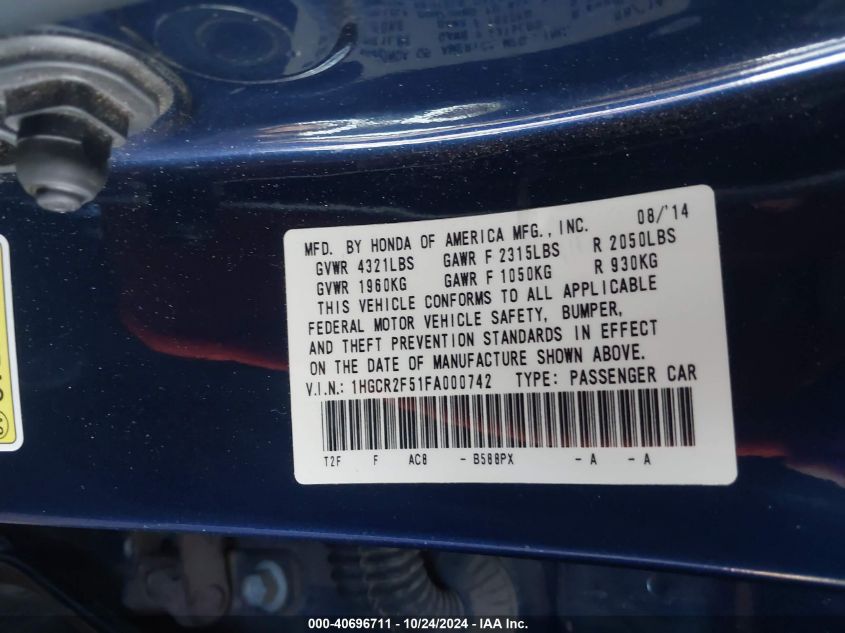 MFD. BY HONDA OF AMERICA MFG., INC. 08/'14
GVWR 4321LBS GAWR F 2315LBS R 2050LBS
GVWR 1960KG GAWR F 1050KG R 930KG
THIS VEHICLE CONFORMS TO ALL APPLICABLE
FEDERAL MOTOR VEHICLE SAFETY, BUMPER,
AND THEFT PREVENTION STANDARDS IN EFFECT
ON THE DATE OF MANUFACTURE SHOWN ABOVE.
V.I.N.: 1HGCR2F51FA000742 TYPE: PASSENGER CAR
T2F F AC8 - B588PX - A - A
000-40696711 - 10/24/2024 - IAA Inc.